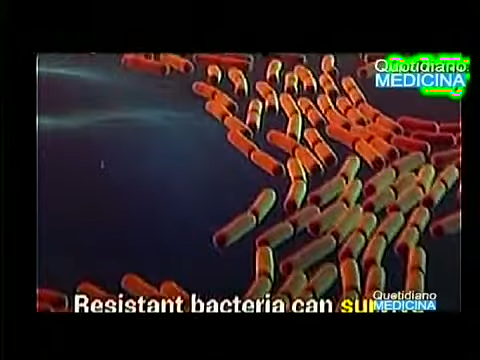 Quotidiano
MEDICINA
Resistant bacteria can
Quotidiano
MEDICINA